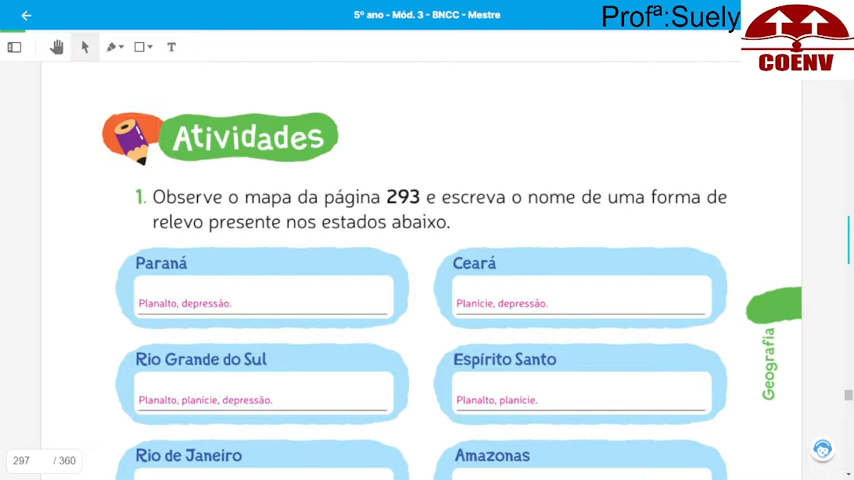 5º ano - Mód. 3 - BNCC - Mestre
Profª:Suely
COENV
T
Atividades
1. Observe o mapa da página 293 e escreva o nome de uma forma de
relevo presente nos estados abaixo.
Paraná
Planalto, depressão.
Ceará
Planície, depressão.
Rio Grande do Sul
Planalto, planície, depressão.
Espírito Santo
Planalto, planície.
Rio de Janeiro
Amazonas
Geografia
297 / 360